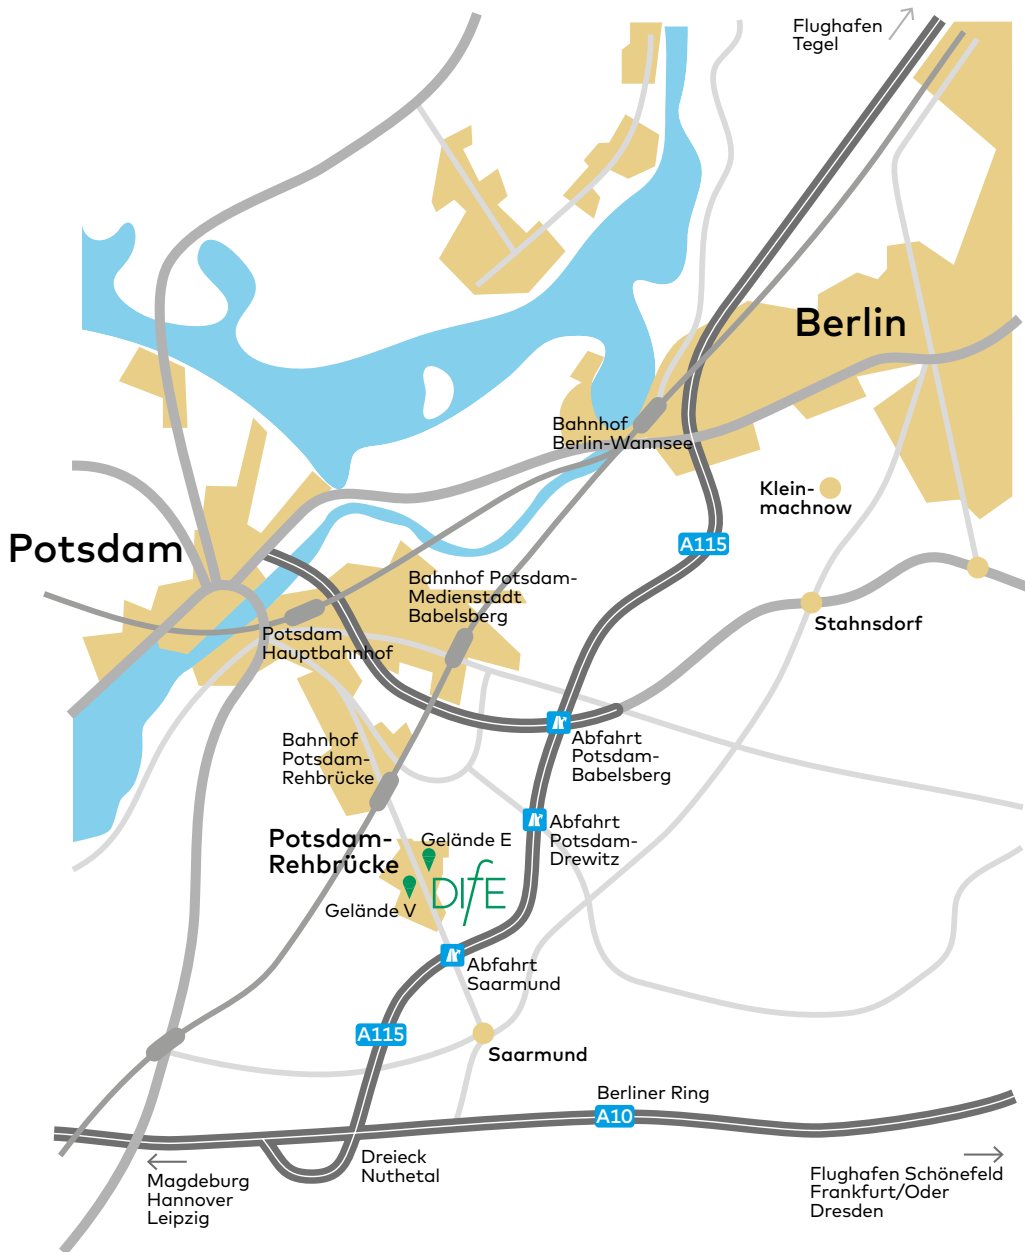 Flughafen
Tegel
Berlin
Bahnhof
Berlin-Wannsee
Klein-
machnow
A115
Potsdam
Bahnhof Potsdam-
Medienstadt
Babelsberg
Stahnsdorf
Potsdam
Hauptbahnhof
Bahnhof
Potsdam-
Rehbrücke
Abfahrt
Potsdam-
Babelsberg
Abfahrt
Potsdam-
Drewitz
Potsdam-
Rehbrücke
Gelände E
DIfE
Gelände V
Abfahrt
Saarmund
A115
Saarmund
Berliner Ring
A10
Dreieck
Nuthetal
Magdeburg
Hannover
Leipzig
Flughafen Schönefeld
Frankfurt/Oder
Dresden